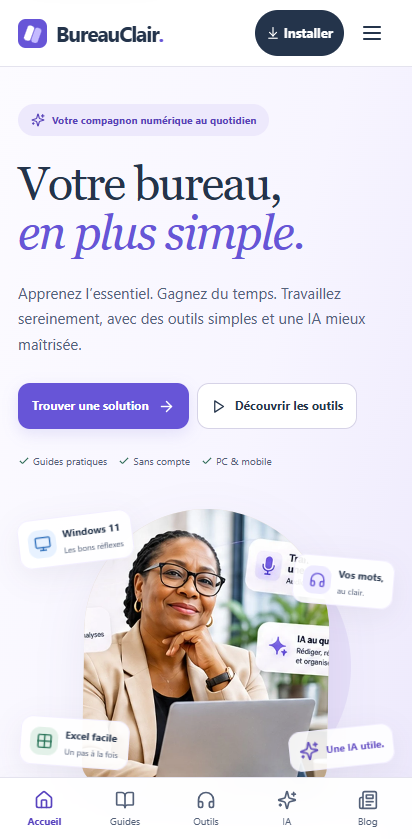 BureauClair.
Installer
Votre compagnon numérique au quotidien
Votre bureau,
en plus simple.
Apprenez l'essentiel. Gagnez du temps. Travaillez
sereinement, avec des outils simples et une IA mieux
maîtrisée.
Trouver une solution
Découvrir les outils
Guides pratiques
Sans compte
PC & mobile
Windows 11
Les bons réflexes
Vos mots,
au clair.
IA au
Rédiger,
et organis
Excel facile
Un pas à la fois
Une IA utile.
Accueil
Guides
Outils
IA
Blog